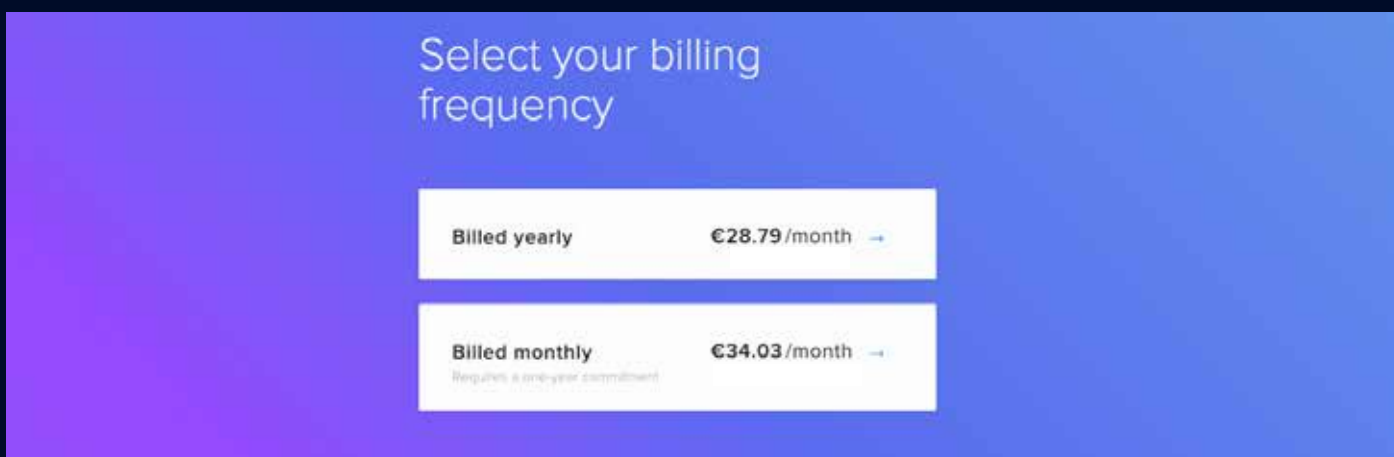 Select your billing
frequency
Billed yearly €28.79/month →
Billed monthly €34.03/month →
Requires a one-year commitment